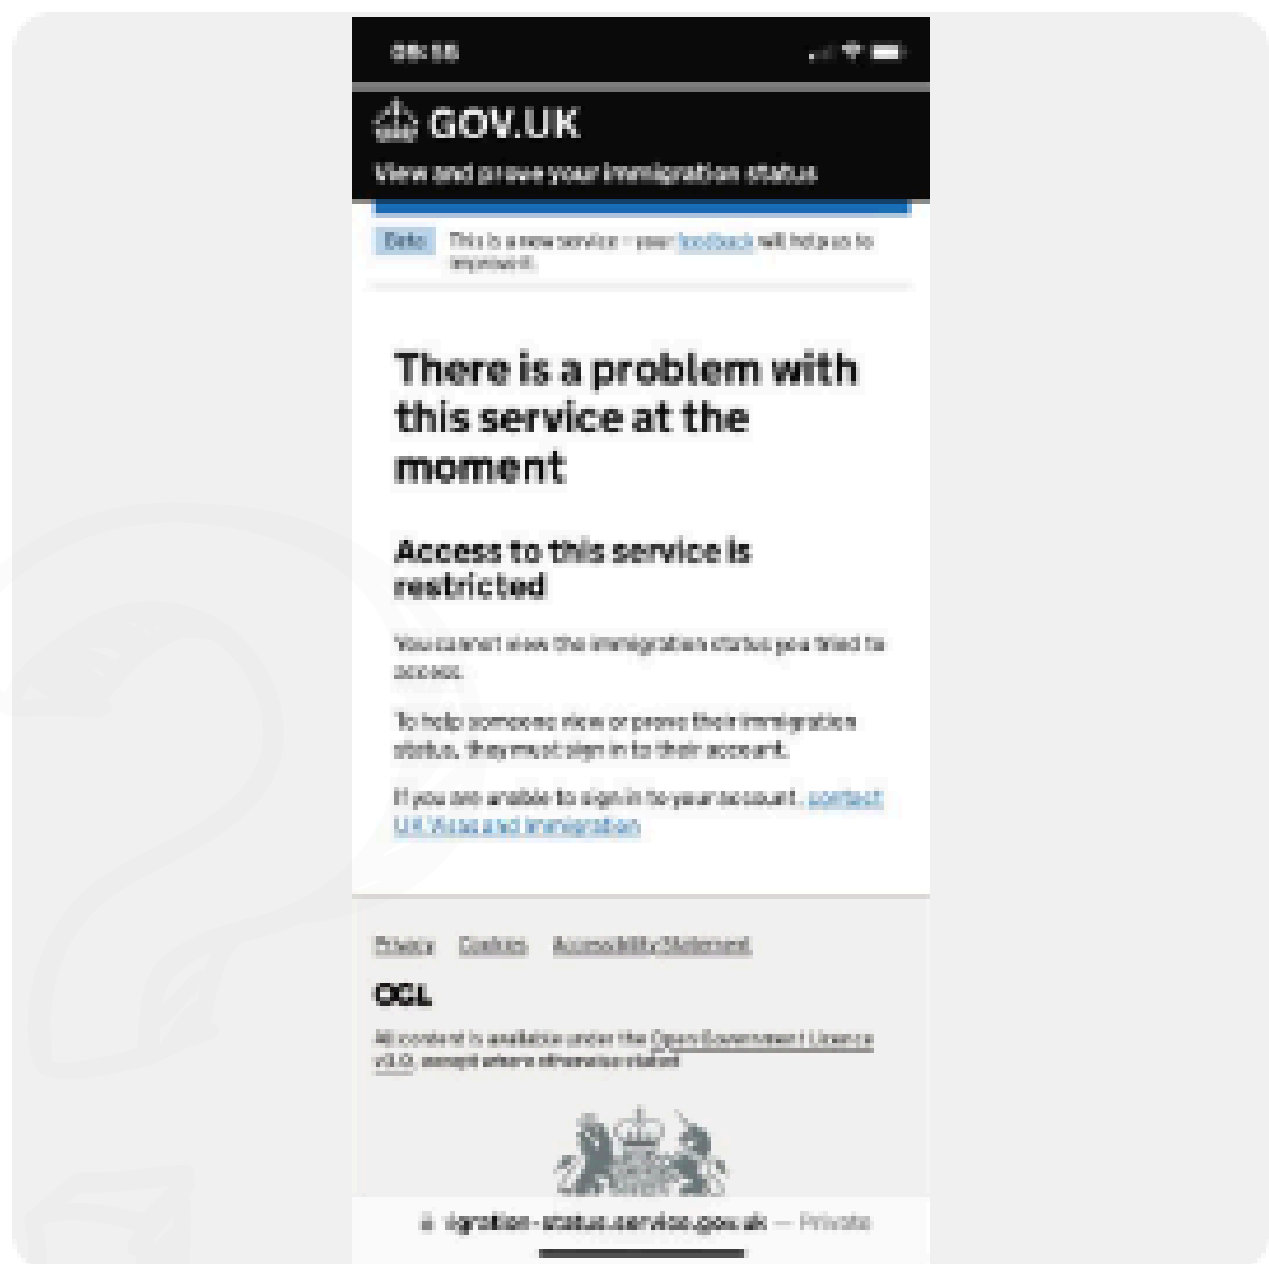 GOV.UK
View and prove your immigration status
Beta
This is a new service – your feedback will help us to
improve it.
There is a problem with
this service at the
moment
Access to this service is
restricted
You cannot view the immigration status you tried to
access.
To help someone view or prove their immigration
status, they must sign in to their account.
If you are unable to sign in to your account, contact
UK Visas and Immigration
Privacy Cookies Accessibility Statement
OGL
All content is available under the Open Government Licence
v3.0, except where otherwise stated
igration-status.service.gov.uk — Private